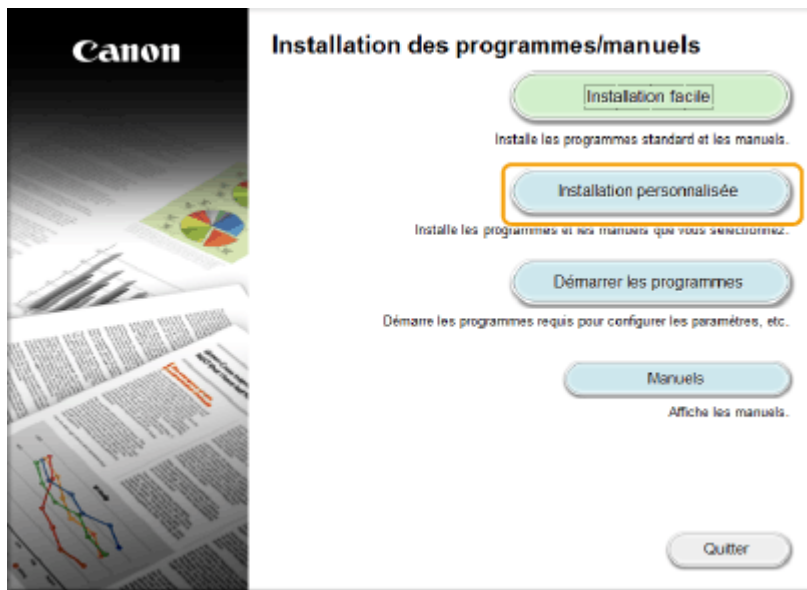 Canon
Installation des programmes/manuels
Installation facile
Installe les programmes standard et les manuels.
Installation personnalisée
Installe les programmes et les manuels que vous sélectionnez.
Démarrer les programmes
Démarre les programmes requis pour configurer les paramètres, etc.
Manuels
Affiche les manuels.
Quitter